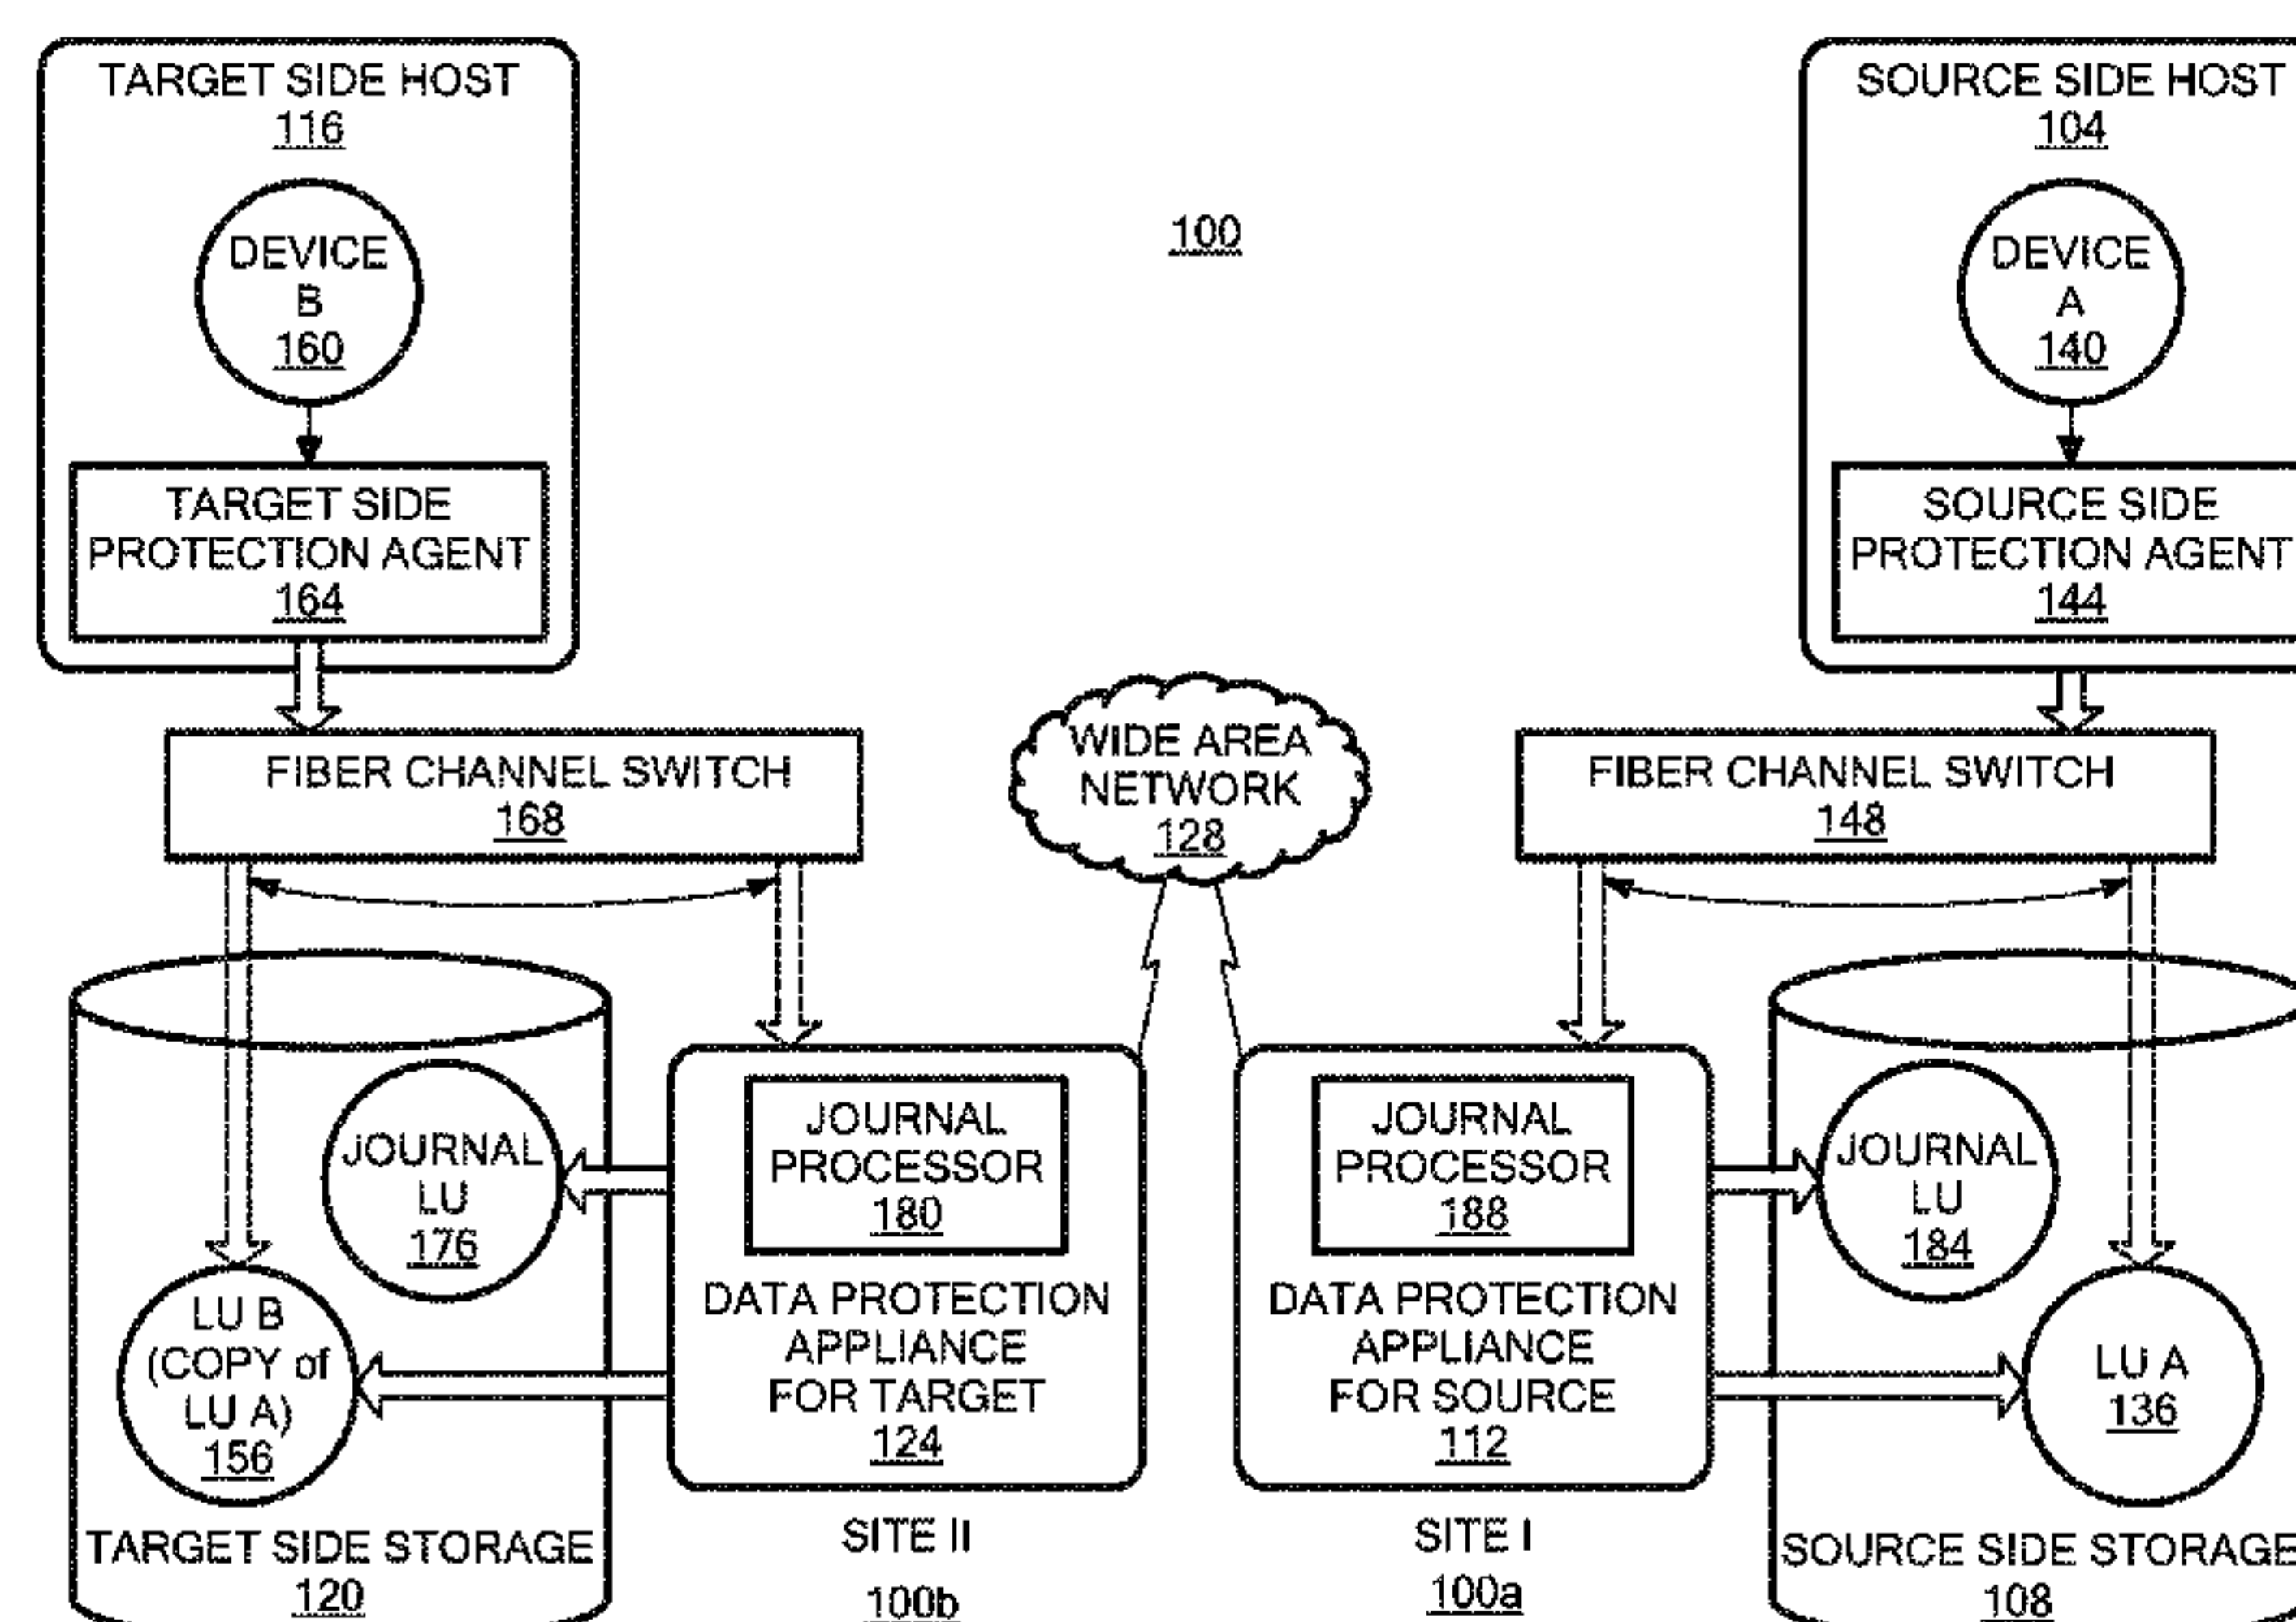 TARGET SIDE HOST
116
DEVICE
B
160
TARGET SIDE
PROTECTION AGENT
164
100
SOURCE SIDE HOST
104
DEVICE
A
140
SOURCE SIDE
PROTECTION AGENT
144
FIBER CHANNEL SWITCH
168
WIDE AREA
NETWORK
128
FIBER CHANNEL SWITCH
148
JOURNAL
LU
176
LU B
(COPY of
LU A)
156
TARGET SIDE STORAGE
120
JOURNAL
PROCESSOR
180
DATA PROTECTION
APPLIANCE
FOR TARGET
124
SITE II
100b
JOURNAL
PROCESSOR
188
DATA PROTECTION
APPLIANCE
FOR SOURCE
112
SITE I
100a
JOURNAL
LU
184
LU A
136
SOURCE SIDE STORAGE
108